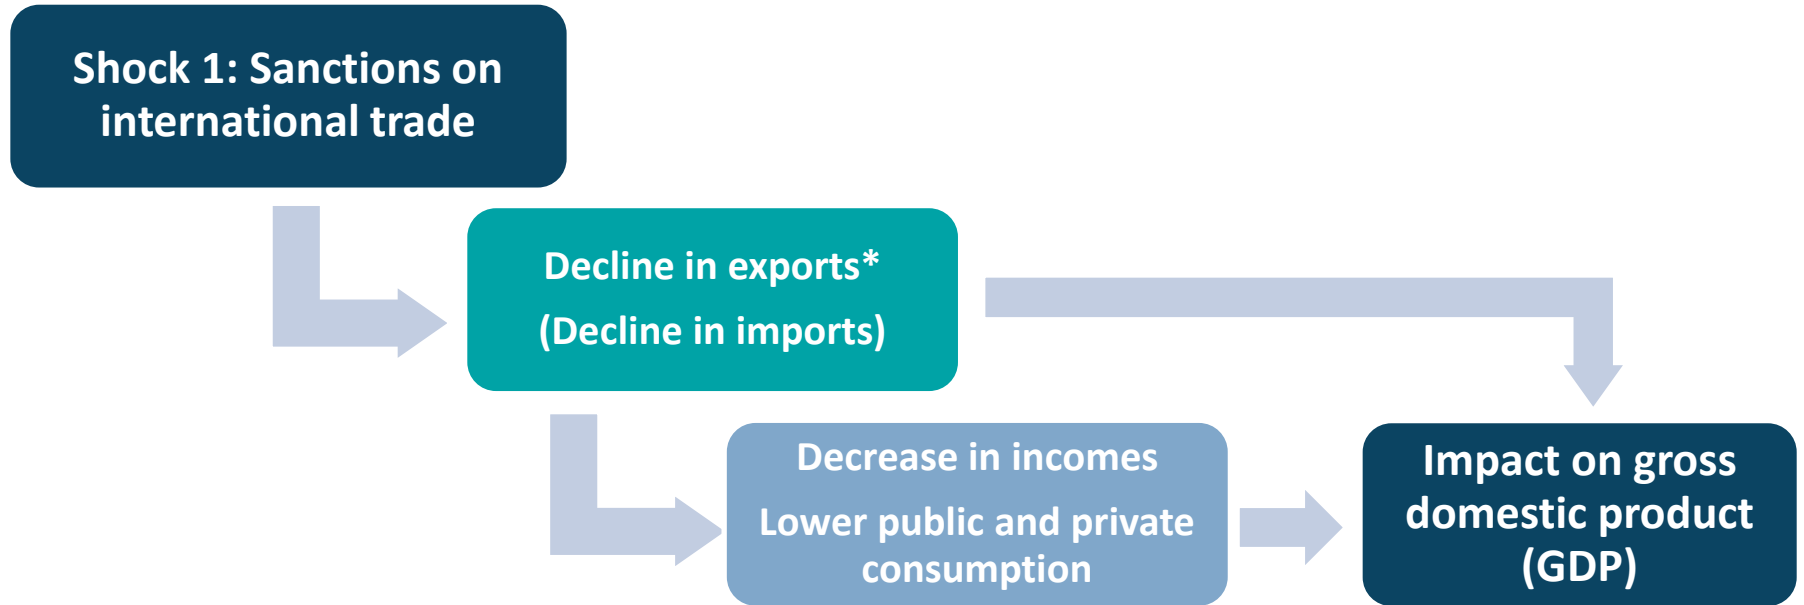 Shock 1: Sanctions on
international trade
Decline in exports*
(Decline in imports)
Decrease in incomes
Lower public and private
consumption
Impact on gross
domestic product
(GDP)